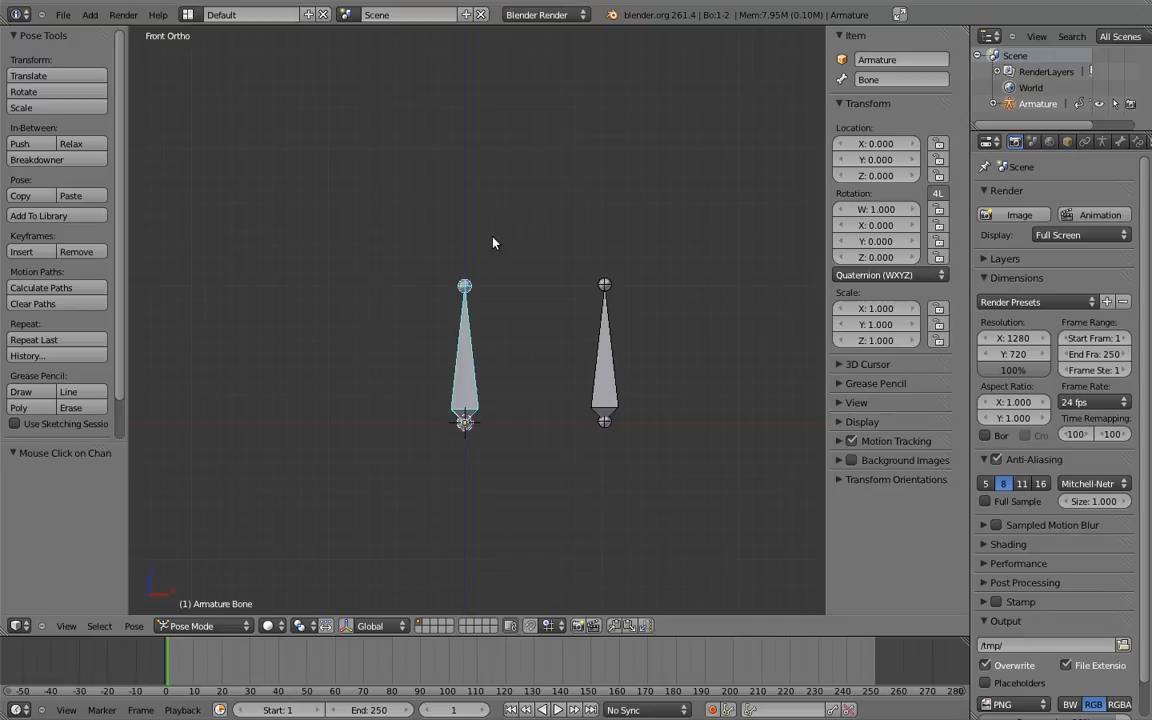 File Add Render Help Default Scene Blender Render blender.org 261.4 | Bo:1-2 | Mem:7.95M (0.10M) | Armature
Pose Tools
Transform:
Translate
Rotate
Scale
In-Between:
Push Relax
Breakdowner
Pose:
Copy Paste
Add To Library
Keyframes:
Insert Remove
Motion Paths:
Calculate Paths
Clear Paths
Repeat:
Repeat Last
History...
Grease Pencil:
Draw Line
Poly Erase
Use Sketching Sessio
Mouse Click on Chan
Front Ortho
(1) Armature Bone
Item
Armature
Bone
Transform
Location:
X: 0.000
Y: 0.000
Z: 0.000
Rotation:
4L
W: 1.000
X: 0.000
Y: 0.000
Z: 0.000
Quaternion (WXYZ)
Scale:
X: 1.000
Y: 1.000
Z: 1.000
3D Cursor
Grease Pencil
View
Display
Motion Tracking
Background Images
Transform Orientations
View Search All Scenes
Scene
RenderLayers
World
Armature
Scene
Render
Image Animation
Display: Full Screen
Layers
Dimensions
Render Presets
Resolution: Frame Range:
X: 1280 Start Fram: 1
Y: 720 End Fra: 250
100% Frame Ste: 1
Aspect Ratio: Frame Rate:
X: 1.000 24 fps
Y: 1.000 Time Remapping:
Bor Cro 100 100
Anti-Aliasing
5 8 11 16 Mitchell-Netr
Full Sample Size: 1.000
Sampled Motion Blur
Shading
Performance
Post Processing
Stamp
Output
/tmp/
Overwrite File Extensio
Placeholders
PNG BW RGB RGBA
View Select Pose Pose Mode Global
-50 -40 -30 -20 -10 0 10 20 30 40 50 60 70 80 90 100 110 120 130 140 150 160 170 180 190 200 210 220 230 240 250 260 270 280
View Marker Frame Playback Start: 1 End: 250 1 No Sync